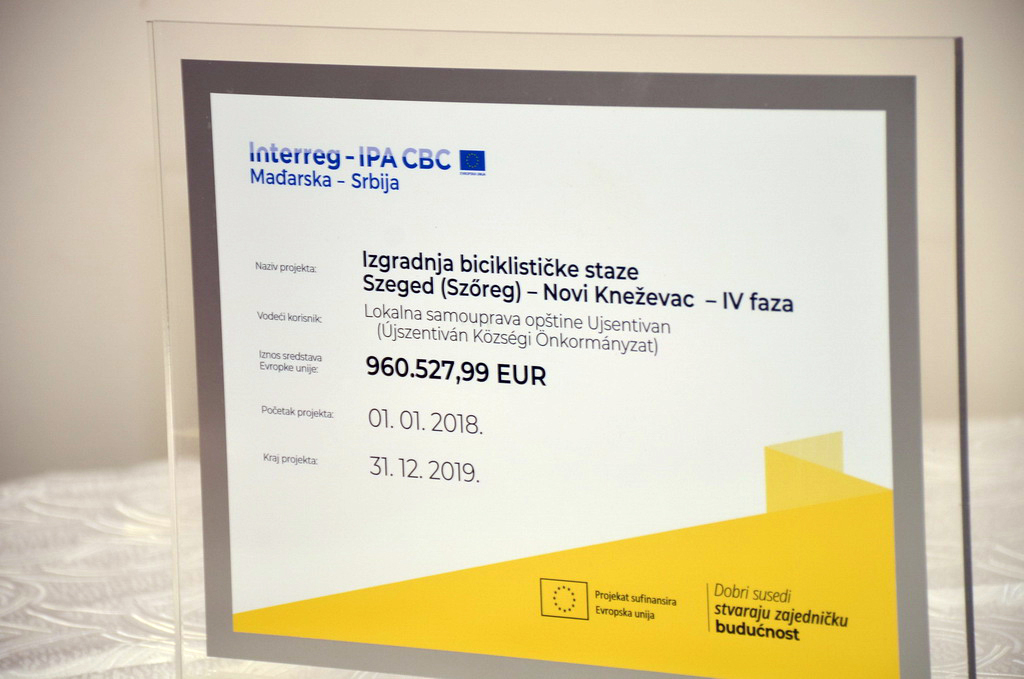 Interreg - IPA CBC
Mađarska – Srbija
Naziv projekta:
Izgradnja biciklističke staze
Szeged (Szőreg) – Novi Kneževac – IV faza
Vodeći korisnik:
Lokalna samouprava opštine Ujsentivan
(Újszentiván Községi Önkormányzat)
Iznos sredstava
Evropke unije:
960.527,99 EUR
Početak projekta:
01. 01. 2018.
Kraj projekta:
31. 12. 2019.
Projekat sufinansira
Evropska unija
Dobri susedi
stvaraju zajedničku
budućnost